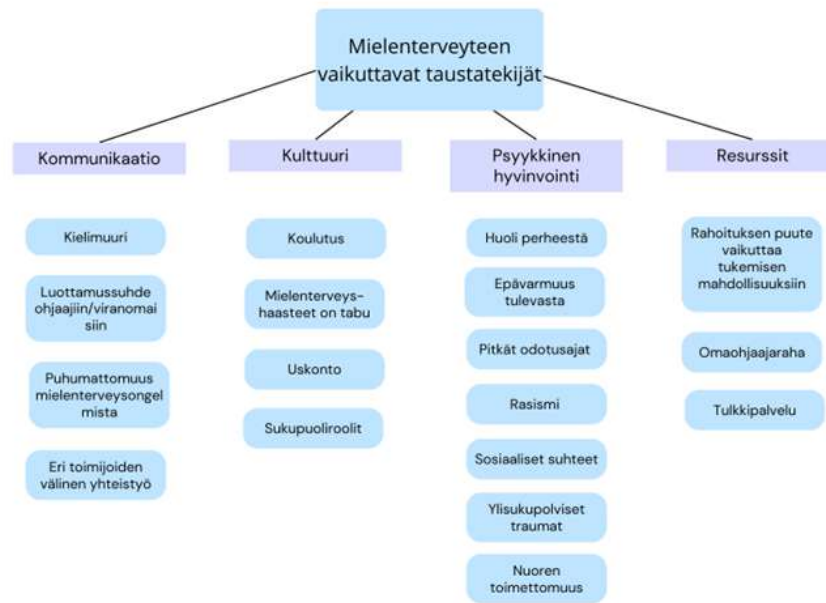 Mielenterveyteen
vaikuttavat taustatekijät
Kommunikaatio
Kielimuuri
Luottamussuhde
ohjaajiin/viranomai
siin
Puhumattomuus
mielenterveysongel
mista
Eri toimijoiden
välinen yhteistyö
Kulttuuri
Koulutus
Mielenterveys-
haasteet on tabu
Uskonto
Sukupuoliroolit
Psyykkinen
hyvinvointi
Huoli perheestä
Epävarmuus
tulevasta
Pitkät odotusajat
Rasismi
Sosiaaliset suhteet
Ylisukupolviset
traumat
Nuoren
toimettomuus
Resurssit
Rahoituksen puute
vaikuttaa
tukemisen
mahdollisuuksiin
Omaohjaajaraha
Tulkkipalvelu